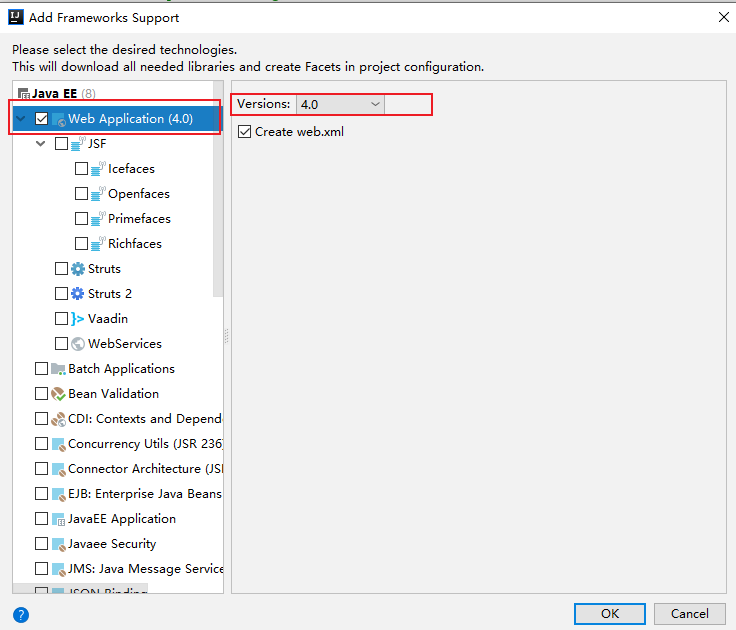 Add Frameworks Support
Please select the desired technologies.
This will download all needed libraries and create Facets in project configuration.
Java EE (8)
Web Application (4.0)
JSF
Icefaces
Openfaces
Primefaces
Richfaces
Struts
Struts 2
Vaadin
WebServices
Batch Applications
Bean Validation
CDI: Contexts and Depend
Concurrency Utils (JSR 236)
Connector Architecture (JS
EJB: Enterprise Java Beans
JavaEE Application
Javaee Security
JMS: Java Message Service
JSON Binding
Versions: 4.0
Create web.xml
?
OK Cancel